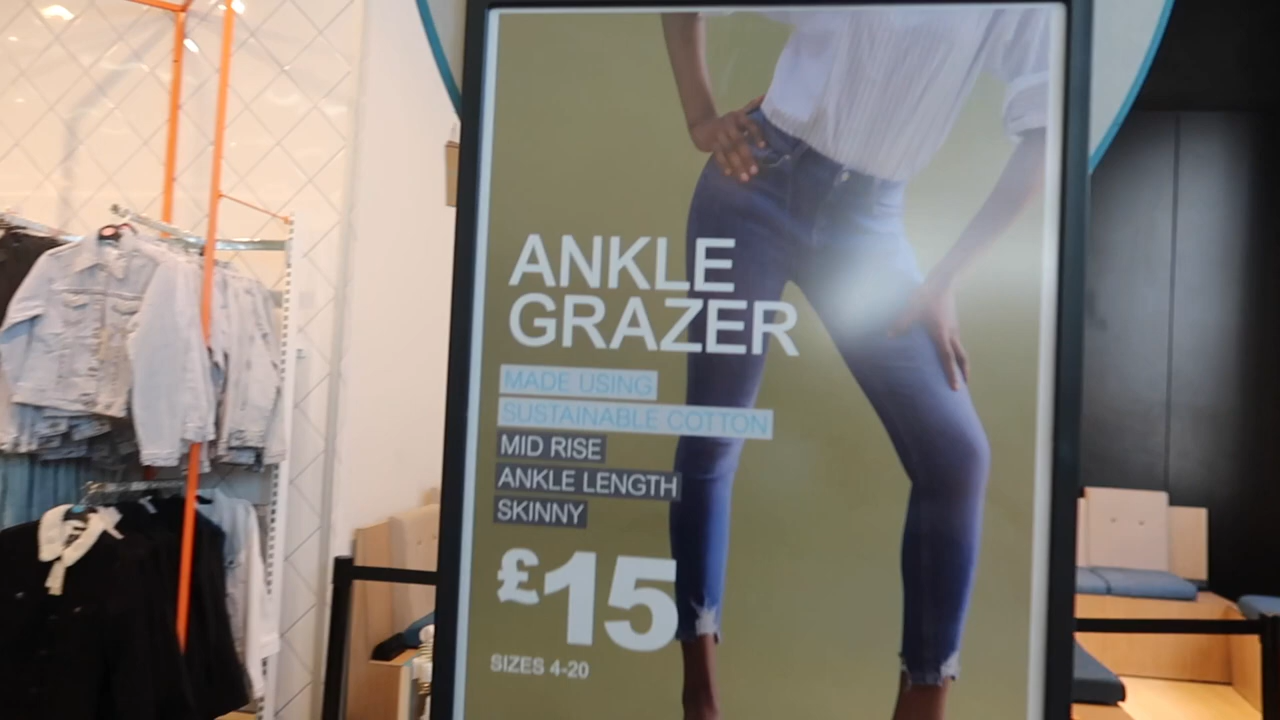 ANKLE
GRAZER
MADE USING
SUSTAINABLE COTTON
MID RISE
ANKLE LENGTH
SKINNY
£15
SIZES 4-20